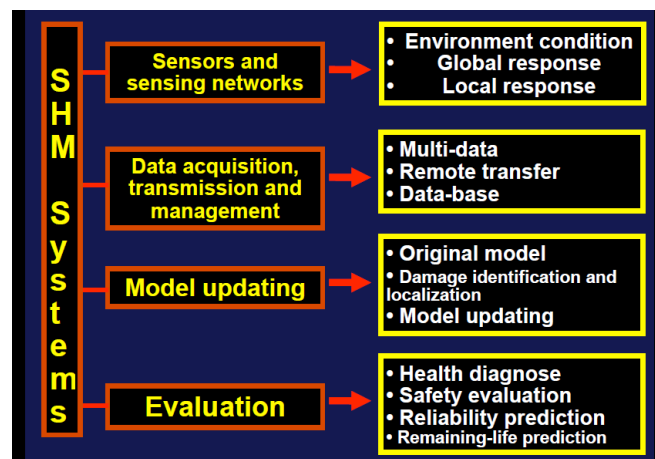 SHM Systems
Sensors and
sensing networks
• Environment condition
• Global response
• Local response
Data acquisition,
transmission and
management
• Multi-data
• Remote transfer
• Data-base
Model updating
• Original model
• Damage identification and
localization
• Model updating
Evaluation
• Health diagnose
• Safety evaluation
• Reliability prediction
• Remaining-life prediction